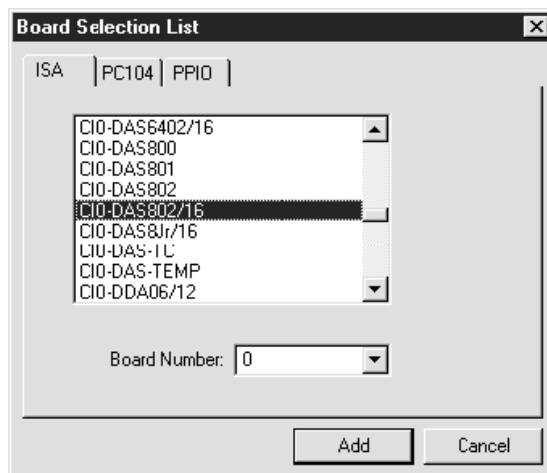 Board Selection List
ISA PC104 PPIO
CIO-DAS6402/16
CIO-DAS800
CIO-DAS801
CIO-DAS802
CIO-DAS802/16
CIO-DAS8Jr/16
CIO-DAS-TC
CIO-DAS-TEMP
CIO-DDA06/12
Board Number: 0
Add Cancel